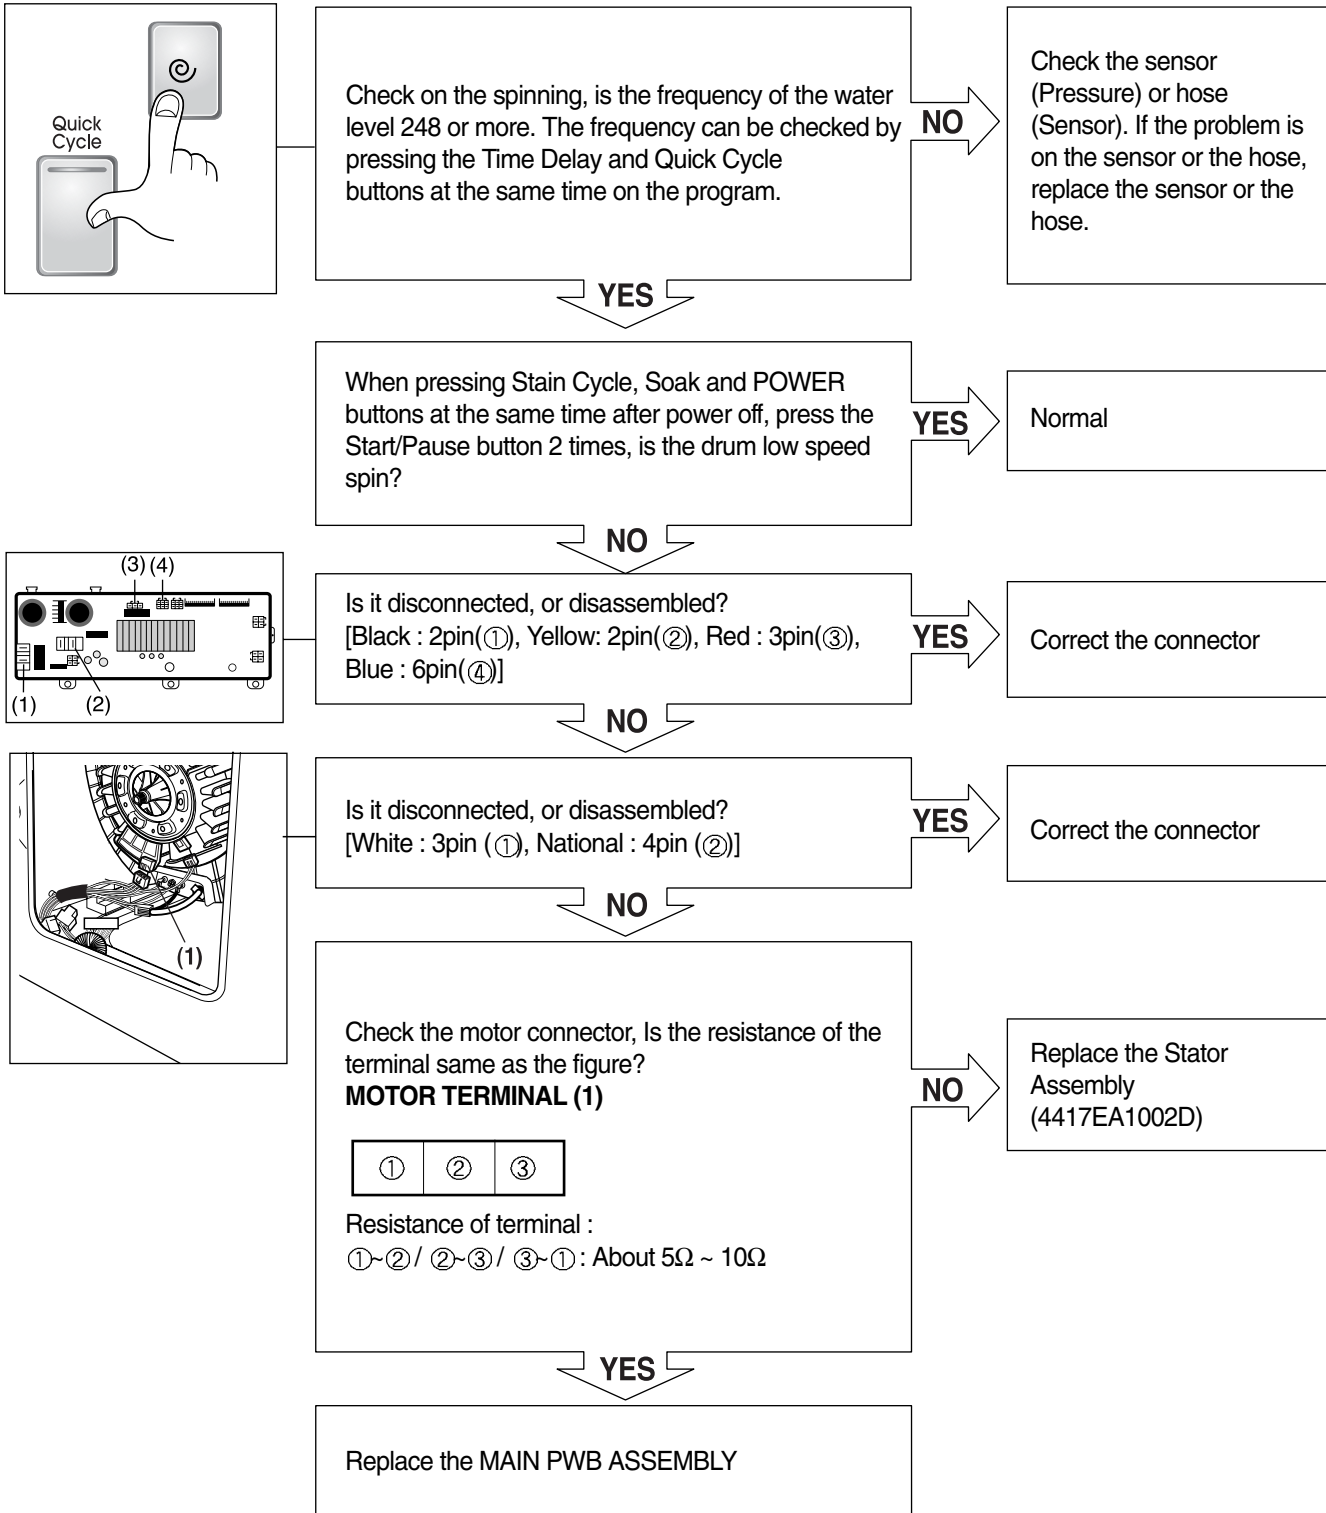 Quick
Cycle
Check on the spinning, is the frequency of the water
level 248 or more. The frequency can be checked by
pressing the Time Delay and Quick Cycle
buttons at the same time on the program.
NO
Check the sensor
(Pressure) or hose
(Sensor). If the problem is
on the sensor or the hose,
replace the sensor or the
hose.
YES
When pressing Stain Cycle, Soak and POWER
buttons at the same time after power off, press the
Start/Pause button 2 times, is the drum low speed
spin?
YES
Normal
NO
(3) (4)
(1) (2)
Is it disconnected, or disassembled?
[Black : 2pin(①), Yellow: 2pin(②), Red : 3pin(③),
Blue : 6pin(④)]
YES
Correct the connector
NO
(1)
Is it disconnected, or disassembled?
[White : 3pin (①), National : 4pin (②)]
YES
Correct the connector
NO
Check the motor connector, Is the resistance of the
terminal same as the figure?
MOTOR TERMINAL (1)
① ② ③
Resistance of terminal :
①~② / ②~③ / ③~① : About 5Ω ~ 10Ω
NO
Replace the Stator
Assembly
(4417EA1002D)
YES
Replace the MAIN PWB ASSEMBLY